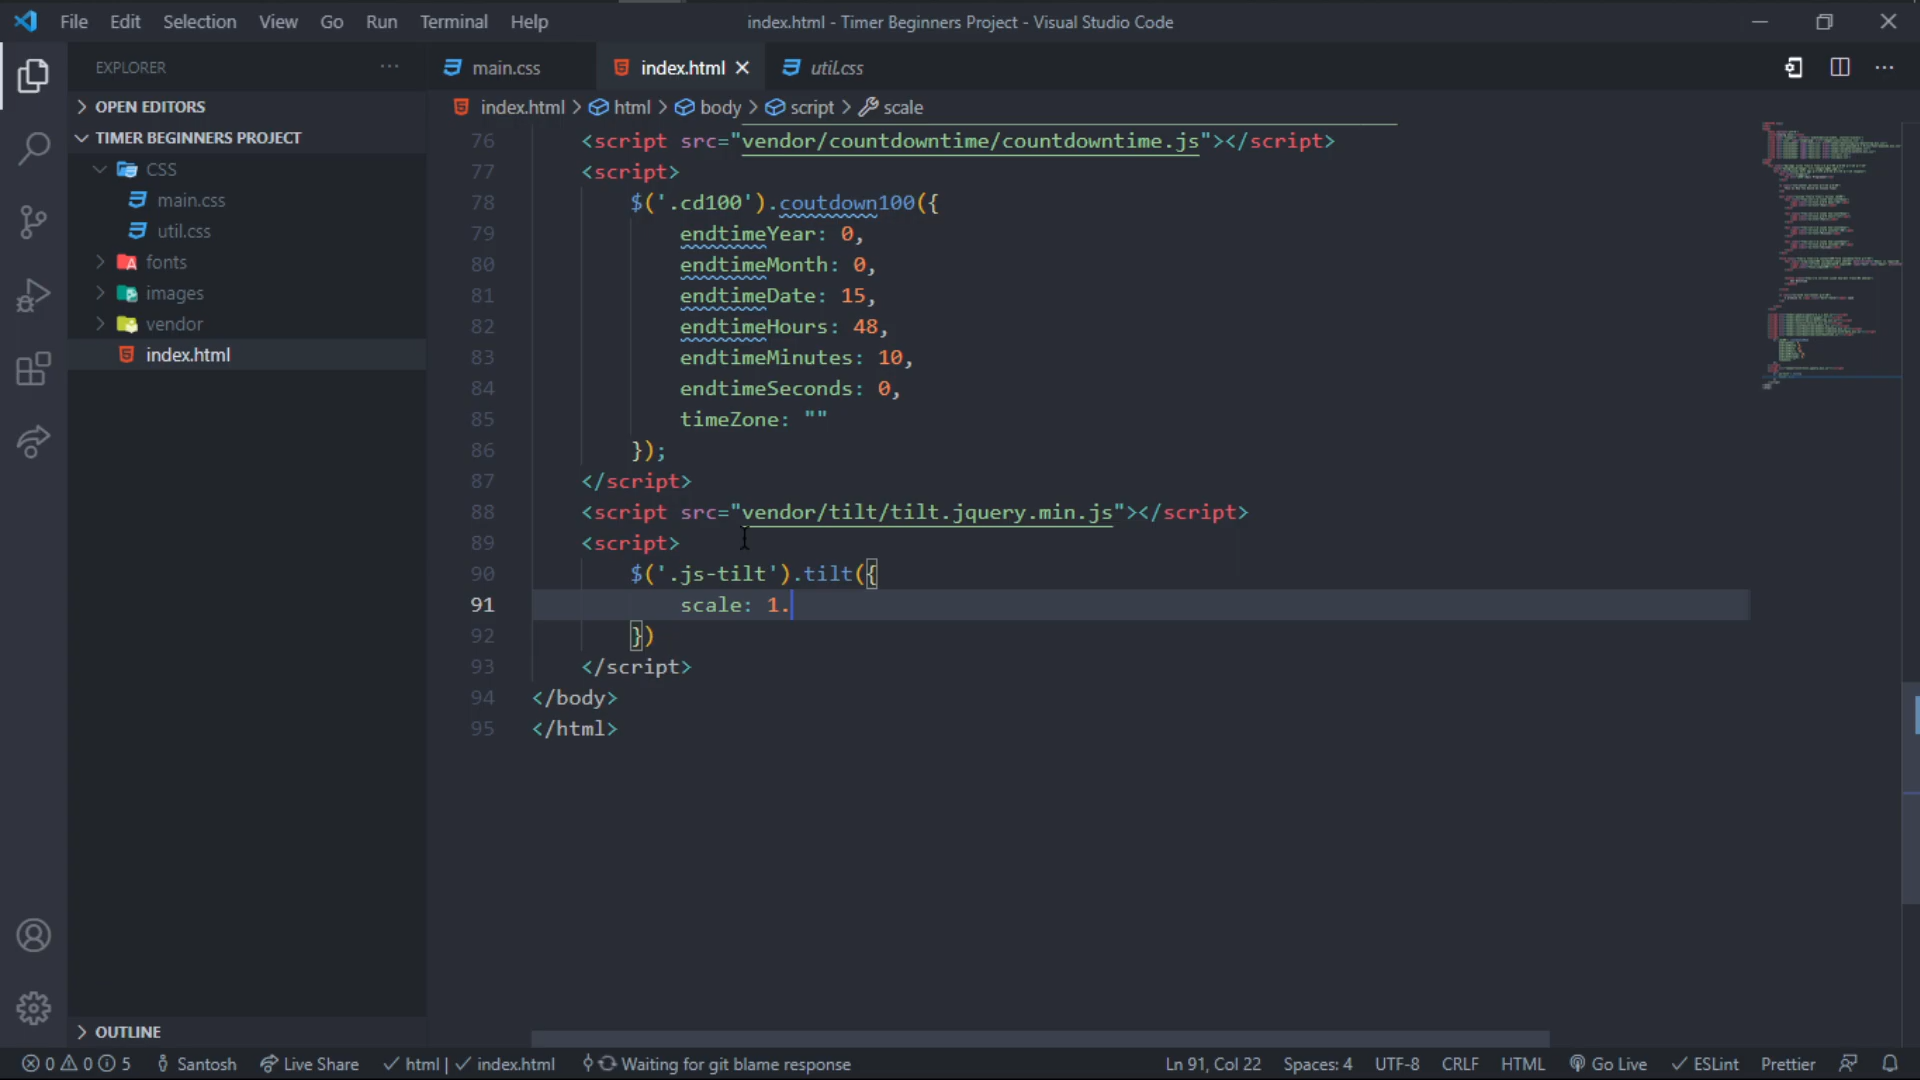 File Edit Selection View Go Run Terminal Help
index.html - Timer Beginners Project - Visual Studio Code
EXPLORER
OPEN EDITORS
TIMER BEGINNERS PROJECT
CSS
main.css
util.css
fonts
images
vendor
index.html
OUTLINE
main.css index.html util.css
index.html > html > body > script > scale
76 <script src="vendor/countdowntime/countdowntime.js"></script>
77 <script>
78 $('.cd100').coutdown100({
79 endtimeYear: 0,
80 endtimeMonth: 0,
81 endtimeDate: 15,
82 endtimeHours: 48,
83 endtimeMinutes: 10,
84 endtimeSeconds: 0,
85 timeZone: ""
86 });
87 </script>
88 <script src="vendor/tilt/tilt.jquery.min.js"></script>
89 <script>
90 $('.js-tilt').tilt({
91 scale: 1.
92 })
93 </script>
94 </body>
95 </html>
0 0 5 Santosh Live Share html | index.html Waiting for git blame response Ln 91, Col 22 Spaces: 4 UTF-8 CRLF HTML Go Live ESLint Prettier